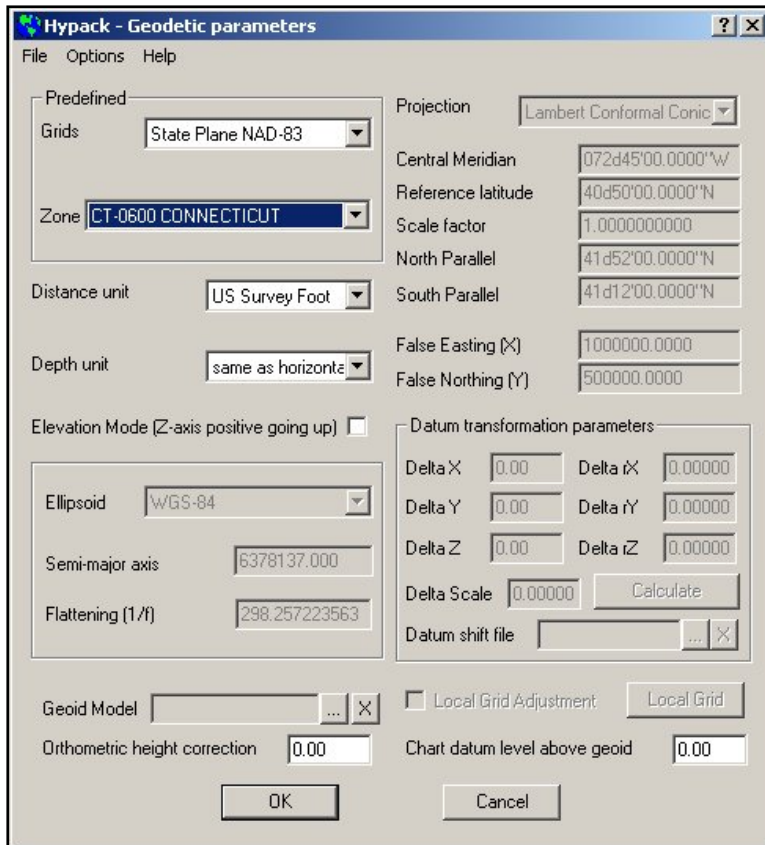 Hypack - Geodetic parameters
File Options Help
Predefined
Grids State Plane NAD-83
Zone CT-0600 CONNECTICUT
Distance unit US Survey Foot
Depth unit same as horizonta
Elevation Mode (Z-axis positive going up)
Ellipsoid WGS-84
Semi-major axis 6378137.000
Flattening (1/f) 298.257223563
Geoid Model ... X
Orthometric height correction 0.00
Projection Lambert Conformal Conic
Central Meridian 072d45'00.0000"W
Reference latitude 40d50'00.0000"N
Scale factor 1.0000000000
North Parallel 41d52'00.0000"N
South Parallel 41d12'00.0000"N
False Easting (X) 1000000.0000
False Northing (Y) 500000.0000
Datum transformation parameters
Delta X 0.00 Delta rX 0.00000
Delta Y 0.00 Delta rY 0.00000
Delta Z 0.00 Delta rZ 0.00000
Delta Scale 0.00000 Calculate
Datum shift file ... X
Local Grid Adjustment Local Grid
Chart datum level above geoid 0.00
OK Cancel